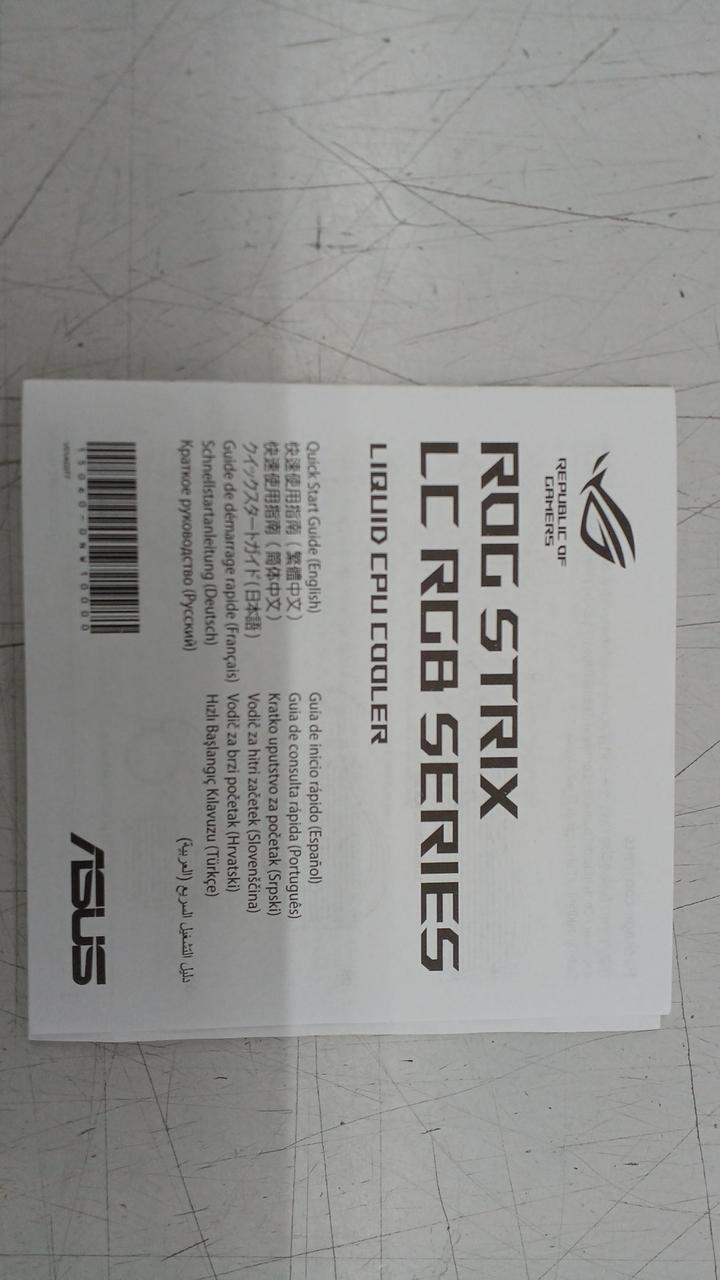 REPUBLIC OF
GAMERS
ROG STRIX
LC RGB SERIES
LIQUID CPU COOLER
Quick Start Guide (English)
快速使用指南（繁體中文）
快速使用指南（简体中文）
クイックスタートガイド(日本語)
Guide de démarrage rapide (Français)
Schnellstartanleitung (Deutsch)
Краткое руководство (Русский)
Guía de inicio rápido (Español)
Guia de consulta rápida (Português)
Kratko uputstvo za početak (Srpski)
Vodič za hitri začetek (Slovenščina)
Vodič za brzi početak (Hrvatski)
Hızlı Başlangıç Kılavuzu (Türkçe)
دليل التشغيل السريع (العربية)
15060-0NW10000
ASUS